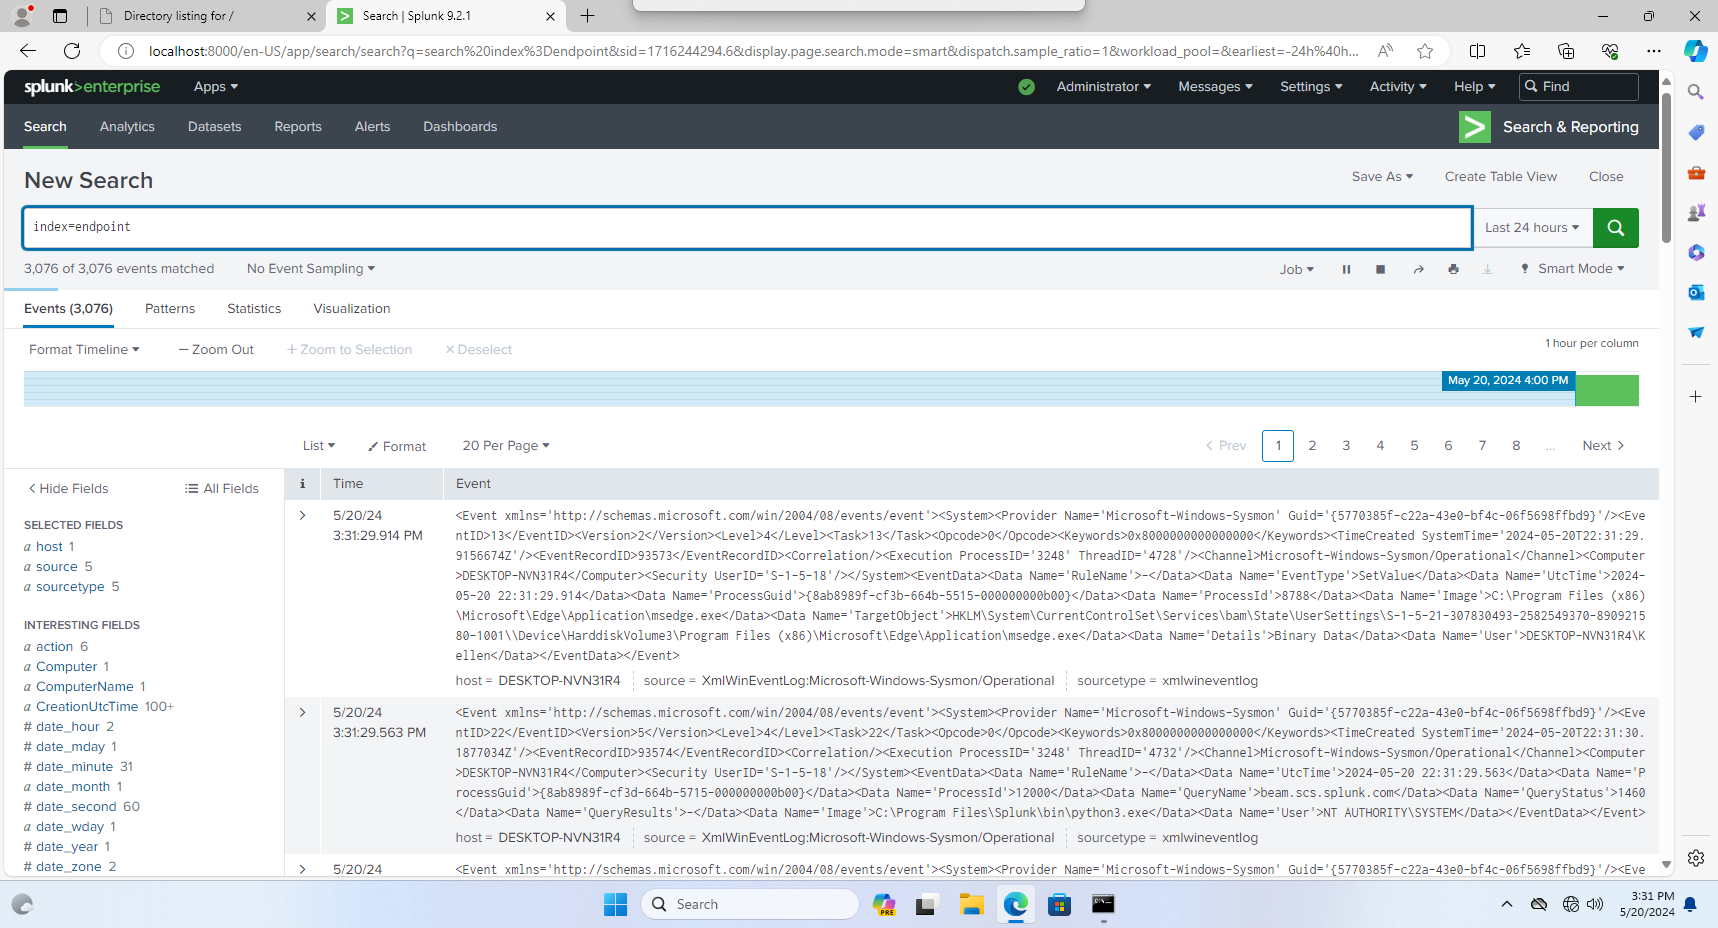 Directory listing for /
Search | Splunk 9.2.1
localhost:8000/en-US/app/search/search?q=search%20index%3Dendpoint&sid=1716244294.6&display.page.search.mode=smart&dispatch.sample_ratio=1&workload_pool=&earliest=-24h%40h...
splunk>enterprise Apps Administrator Messages Settings Activity Help Find
Search Analytics Datasets Reports Alerts Dashboards Search & Reporting
New Search Save As Create Table View Close
index=endpoint Last 24 hours
3,076 of 3,076 events matched No Event Sampling Job Smart Mode
Events (3,076) Patterns Statistics Visualization
Format Timeline — Zoom Out + Zoom to Selection × Deselect 1 hour per column
May 20, 2024 4:00 PM
List Format 20 Per Page < Prev 1 2 3 4 5 6 7 8 ... Next >
< Hide Fields All Fields
SELECTED FIELDS
a host 1
a source 5
a sourcetype 5
INTERESTING FIELDS
a action 6
a Computer 1
a ComputerName 1
a CreationUtcTime 100+
# date_hour 2
# date_mday 1
# date_minute 31
a date_month 1
# date_second 60
a date_wday 1
# date_year 1
# date_zone 2
i Time Event
5/20/24
3:31:29.914 PM
<Event xmlns='http://schemas.microsoft.com/win/2004/08/events/event'><System><Provider Name='Microsoft-Windows-Sysmon' Guid='{5770385f-c22a-43e0-bf4c-06f5698ffbd9}'/><Eve
ntID>13</EventID><Version>2</Version><Level>4</Level><Task>13</Task><Opcode>0</Opcode><Keywords>0x8000000000000000</Keywords><TimeCreated SystemTime='2024-05-20T22:31:29.
9156674Z'/><EventRecordID>93573</EventRecordID><Correlation/><Execution ProcessID='3248' ThreadID='4728'/><Channel>Microsoft-Windows-Sysmon/Operational</Channel><Computer
>DESKTOP-NVN31R4</Computer><Security UserID='S-1-5-18'/></System><EventData><Data Name='RuleName'>-</Data><Data Name='EventType'>SetValue</Data><Data Name='UtcTime'>2024-
05-20 22:31:29.914</Data><Data Name='ProcessGuid'>{8ab8989f-cf3b-664b-5515-000000000b00}</Data><Data Name='ProcessId'>8788</Data><Data Name='Image'>C:\Program Files (x86)
\Microsoft\Edge\Application\msedge.exe</Data><Data Name='TargetObject'>HKLM\System\CurrentControlSet\Services\bam\State\UserSettings\S-1-5-21-307830493-2582549370-8909215
80-1001\\Device\HarddiskVolume3\Program Files (x86)\Microsoft\Edge\Application\msedge.exe</Data><Data Name='Details'>Binary Data</Data><Data Name='User'>DESKTOP-NVN31R4\K
ellen</Data></EventData></Event>
host = DESKTOP-NVN31R4 source = XmlWinEventLog:Microsoft-Windows-Sysmon/Operational sourcetype = xmlwineventlog
5/20/24
3:31:29.563 PM
<Event xmlns='http://schemas.microsoft.com/win/2004/08/events/event'><System><Provider Name='Microsoft-Windows-Sysmon' Guid='{5770385f-c22a-43e0-bf4c-06f5698ffbd9}'/><Eve
ntID>22</EventID><Version>5</Version><Level>4</Level><Task>22</Task><Opcode>0</Opcode><Keywords>0x8000000000000000</Keywords><TimeCreated SystemTime='2024-05-20T22:31:30.
1877034Z'/><EventRecordID>93574</EventRecordID><Correlation/><Execution ProcessID='3248' ThreadID='4732'/><Channel>Microsoft-Windows-Sysmon/Operational</Channel><Computer
>DESKTOP-NVN31R4</Computer><Security UserID='S-1-5-18'/></System><EventData><Data Name='RuleName'>-</Data><Data Name='UtcTime'>2024-05-20 22:31:29.563</Data><Data Name='P
rocessGuid'>{8ab8989f-cf3d-664b-5715-000000000b00}</Data><Data Name='ProcessId'>12000</Data><Data Name='QueryName'>beam.scs.splunk.com</Data><Data Name='QueryStatus'>1460
</Data><Data Name='QueryResults'>-</Data><Data Name='Image'>C:\Program Files\Splunk\bin\python3.exe</Data><Data Name='User'>NT AUTHORITY\SYSTEM</Data></EventData></Event>
host = DESKTOP-NVN31R4 source = XmlWinEventLog:Microsoft-Windows-Sysmon/Operational sourcetype = xmlwineventlog
5/20/24 <Event xmlns='http://schemas.microsoft.com/win/2004/08/events/event'><System><Provider Name='Microsoft-Windows-Sysmon' Guid='{5770385f-c22a-43e0-bf4c-06f5698ffbd9}'/><Eve
Search
PRE
3:31 PM
5/20/2024